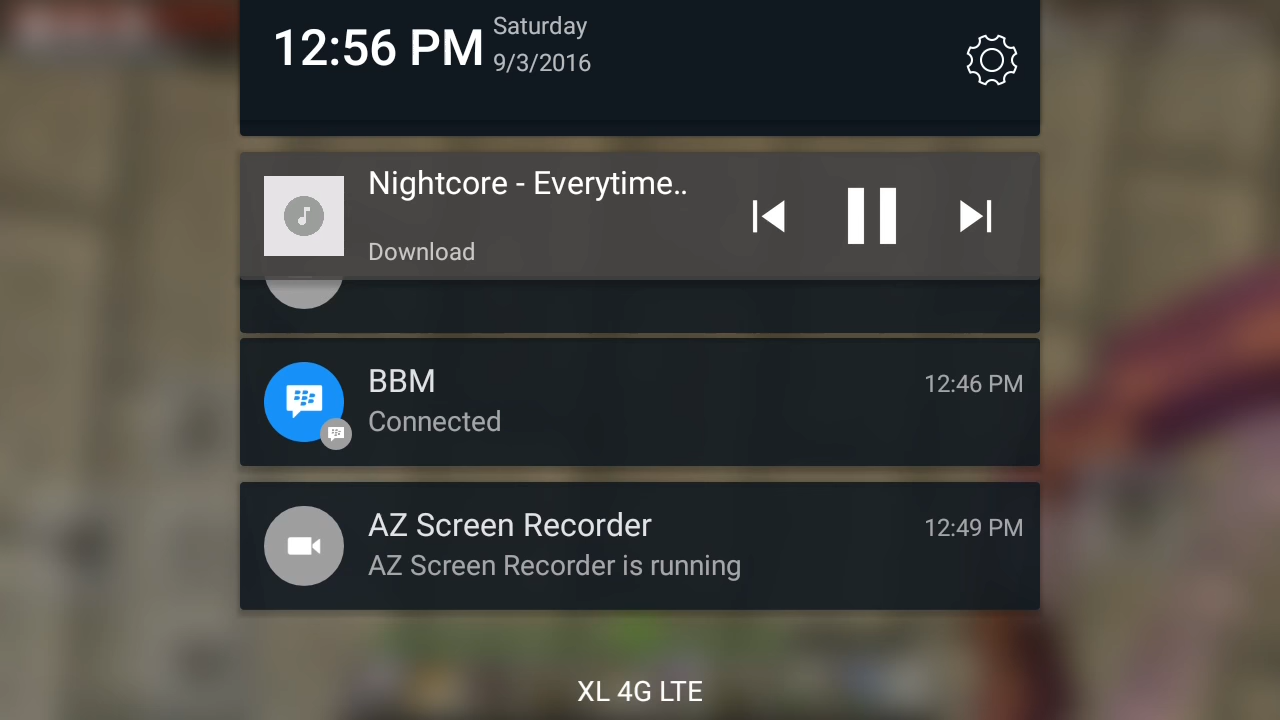 12:56 PM
Saturday
9/3/2016
Nightcore - Everytime..
Download
BBM
12:46 PM
Connected
AZ Screen Recorder
12:49 PM
AZ Screen Recorder is running
XL 4G LTE